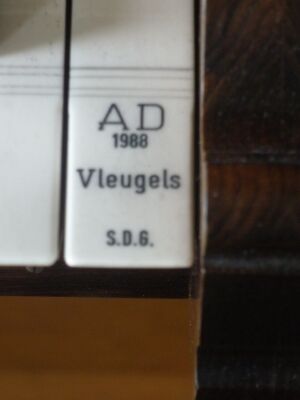 AD
1988
Vleugels
S.D.G.